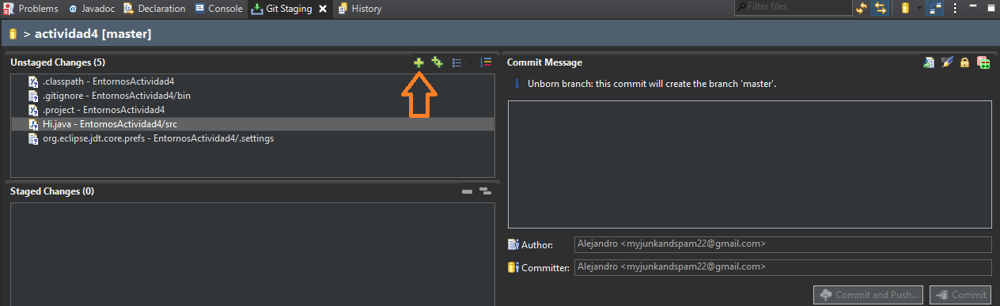 Problems @ Javadoc Declaration Console Git Staging History Filter files
> actividad4 [master]
Unstaged Changes (5)
.classpath - EntornosActividad4
.gitignore - EntornosActividad4/bin
.project - EntornosActividad4
Hi.java - EntornosActividad4/src
org.eclipse.jdt.core.prefs - EntornosActividad4/.settings
Staged Changes (0)
Commit Message
Unborn branch: this commit will create the branch 'master'.
Author: Alejandro <myjunkandspam22@gmail.com>
Committer: Alejandro <myjunkandspam22@gmail.com>
Commit and Push... Commit